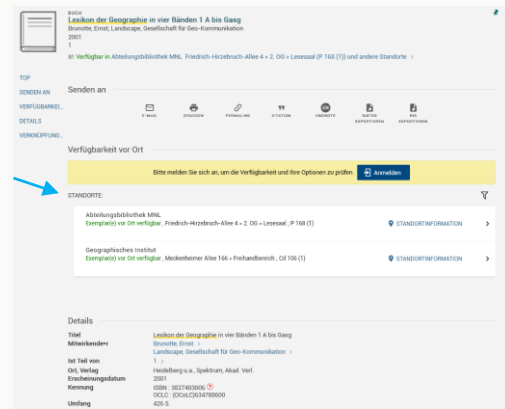 BUCH
Lexikon der Geographie in vier Bänden 1 A bis Gasg
Brunotte, Ernst; Landscape, Gesellschaft für Geo-Kommunikation
2001
1
Verfügbar in Abteilungsbibliothek MNL Friedrich-Hirzebruch-Allee 4 > 2. OG > Lesesaal (P 168 (1)) und andere Standorte >
TOP
SENDEN AN
VERFÜGBARKEI...
DETAILS
VERKNÜPFUNG...
Senden an
E-MAIL DRUCKEN PERMALINK ZITATION ENDNOTE BIBTEX EXPORTIEREN RIS EXPORTIEREN
Verfügbarkeit vor Ort
Bitte melden Sie sich an, um die Verfügbarkeit und Ihre Optionen zu prüfen. Anmelden
STANDORTE:
Abteilungsbibliothek MNL
Exemplar(e) vor Ort verfügbar , Friedrich-Hirzebruch-Allee 4 > 2. OG > Lesesaal ; P 168 (1) STANDORTINFORMATION >
Geographisches Institut
Exemplar(e) vor Ort verfügbar , Meckenheimer Allee 166 > Freihandbereich ; Cd 106 (1) STANDORTINFORMATION >
Details
Titel Lexikon der Geographie in vier Bänden 1 A bis Gasg
Mitwirkende•r Brunotte, Ernst >
Landscape, Gesellschaft für Geo-Kommunikation >
Ist Teil von 1 >
Ort, Verlag Heidelberg u.a., Spektrum, Akad. Verl.
Erscheinungsdatum 2001
Kennung ISBN : 3827403006
OCLC : (OCoLC)634788600
Umfang 426 S.